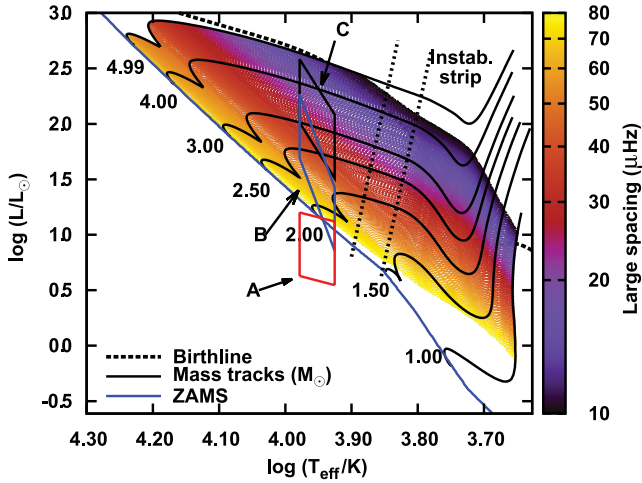 3.0
2.5
2.0
1.5
1.0
0.5
0.0
-0.5
log (L/L☉)
4.30 4.20 4.10 4.00 3.90 3.80 3.70
log (T_eff/K)
C
Instab.
strip
4.99
4.00
3.00
2.50
B
2.00
A
1.50
1.00
Birthline
Mass tracks (M☉)
ZAMS
80
70
60
50
40
30
20
10
Large spacing (μHz)